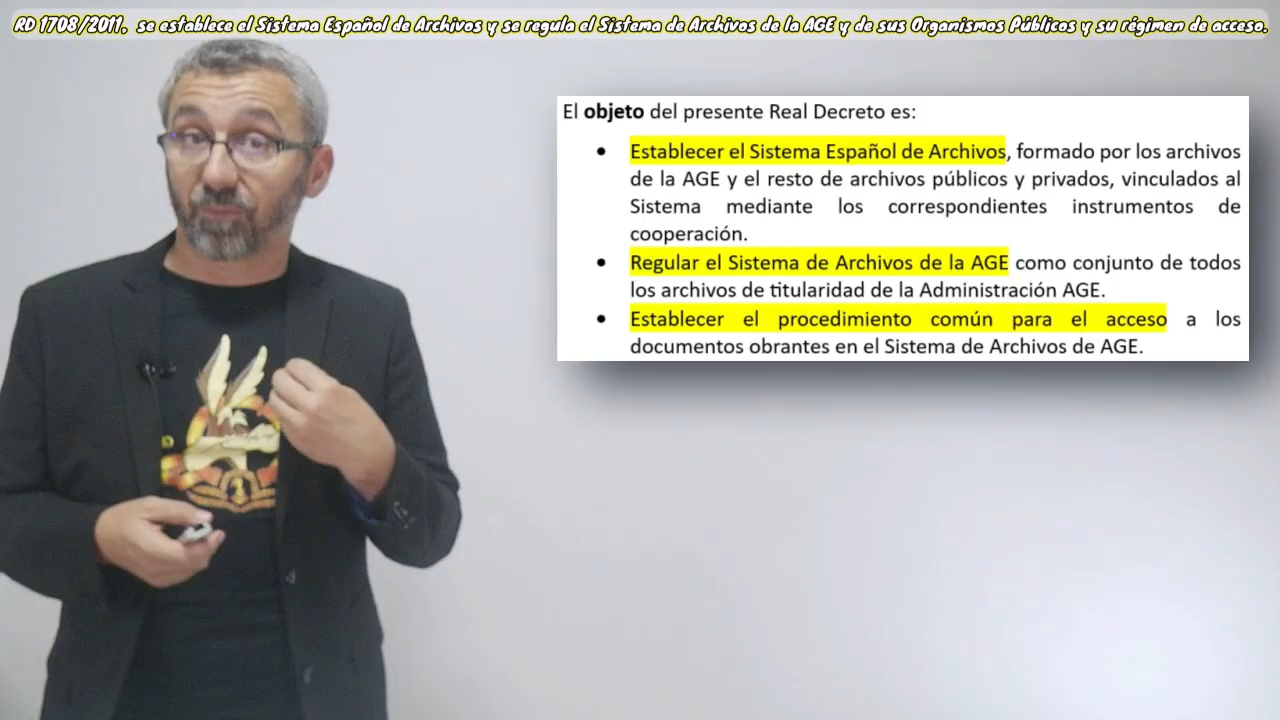 RD 1708/2011, se establece el Sistema Español de Archivos y se regula el Sistema de Archivos de la AGE y de sus Organismos Públicos y su régimen de acceso.
El objeto del presente Real Decreto es:
• Establecer el Sistema Español de Archivos, formado por los archivos
de la AGE y el resto de archivos públicos y privados, vinculados al
Sistema mediante los correspondientes instrumentos de
cooperación.
• Regular el Sistema de Archivos de la AGE como conjunto de todos
los archivos de titularidad de la Administración AGE.
• Establecer el procedimiento común para el acceso a los
documentos obrantes en el Sistema de Archivos de AGE.